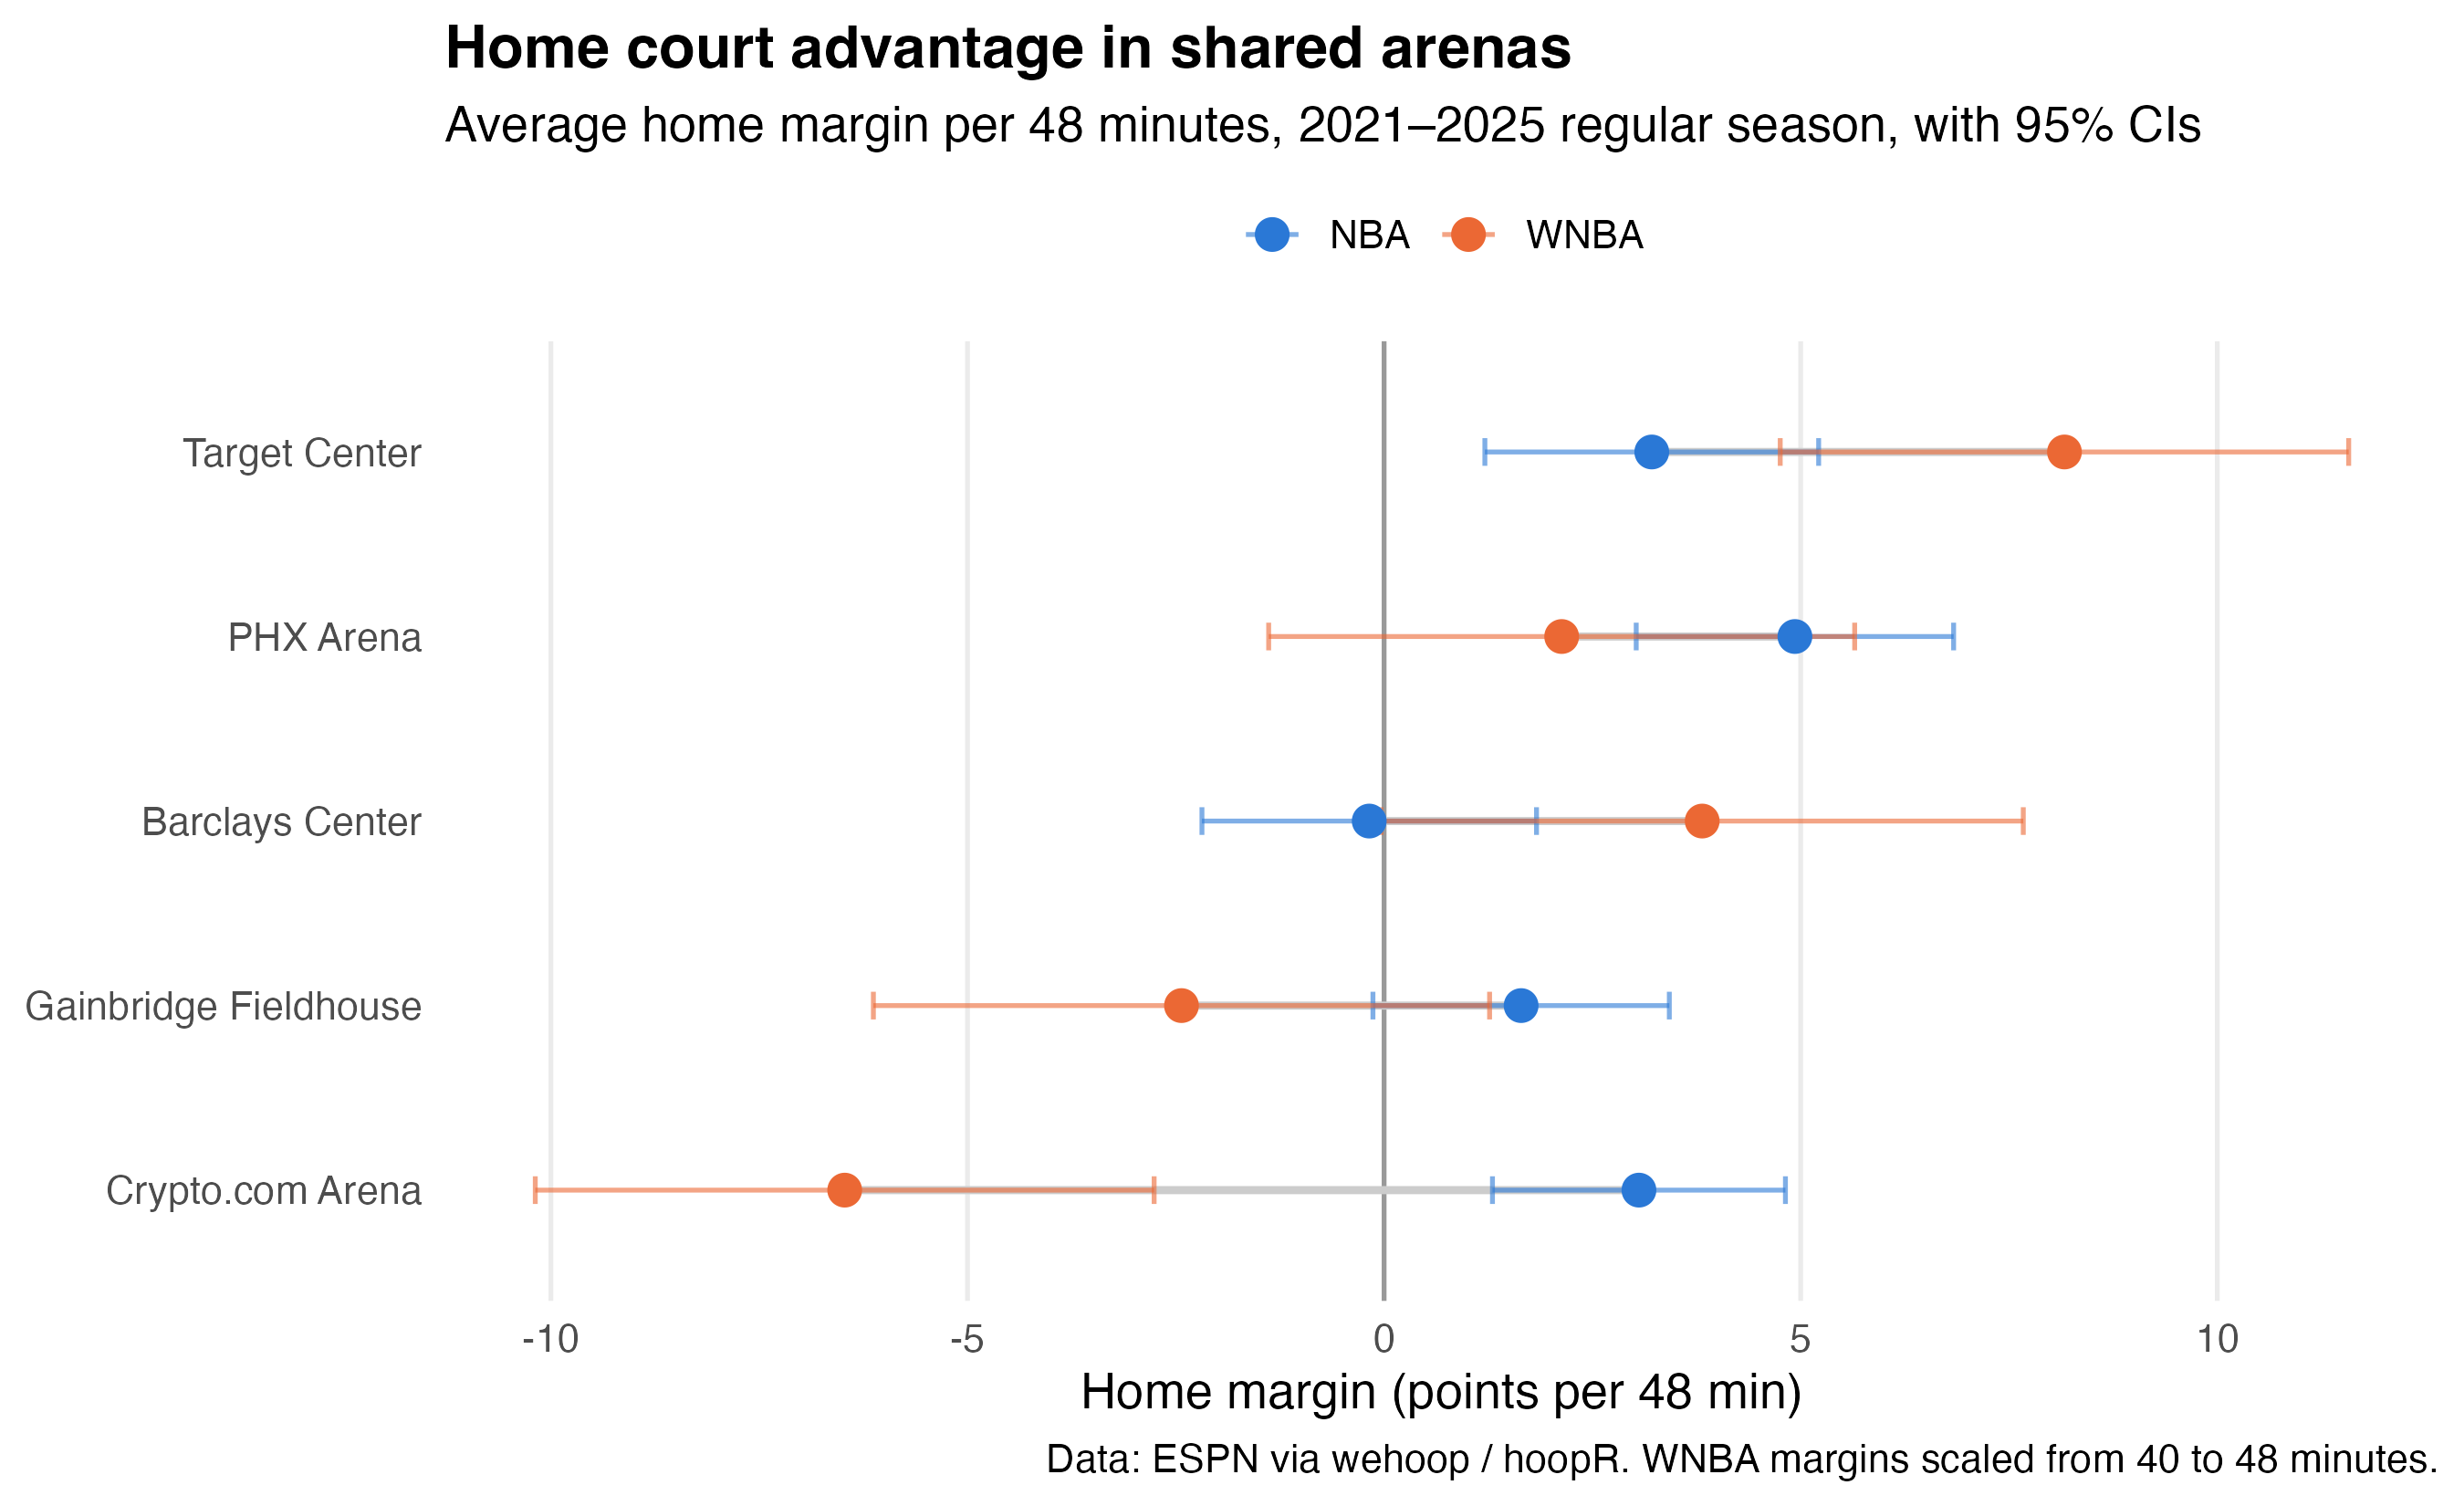 Home court advantage in shared arenas
Average home margin per 48 minutes, 2021–2025 regular season, with 95% CIs
NBA WNBA
Target Center
PHX Arena
Barclays Center
Gainbridge Fieldhouse
Crypto.com Arena
-10 -5 0 5 10
Home margin (points per 48 min)
Data: ESPN via wehoop / hoopR. WNBA margins scaled from 40 to 48 minutes.